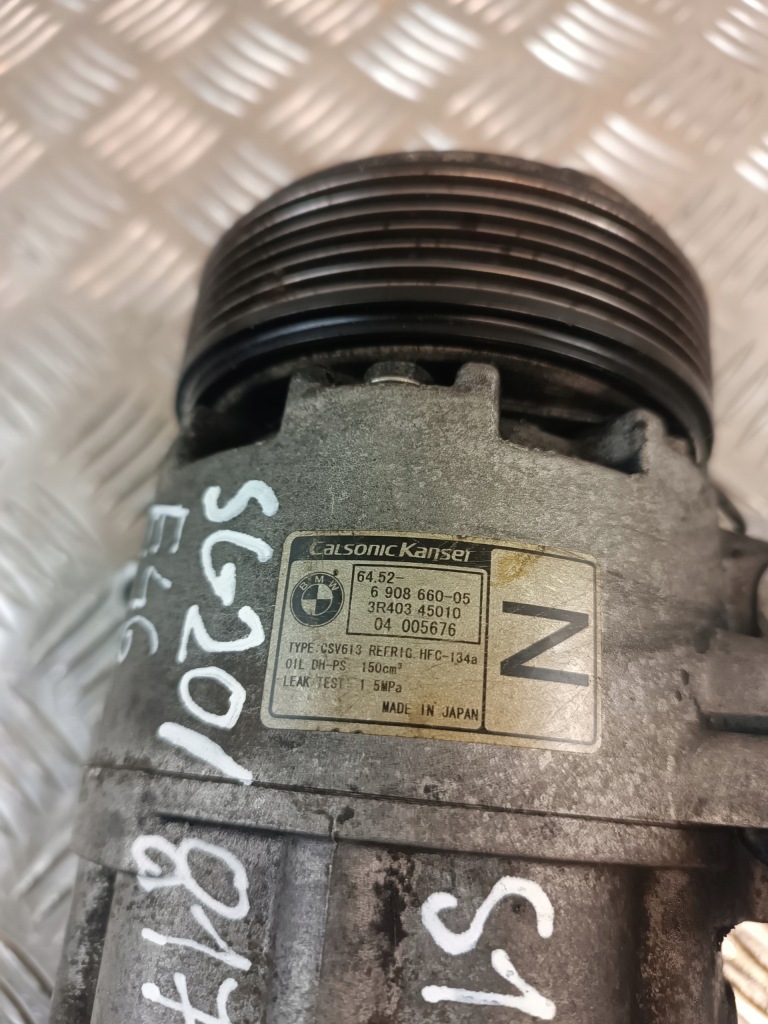 CALSONIC KANSEI
BMW
64.52-
6 908 660-05
3R403 45010
04 005676
TYPE:CSV613 REFRIG.HFC-134a
OIL DH-PS: 150cm³
LEAK TEST: 1.5MPa
MADE IN JAPAN
Z
SG201
E46
817
S1